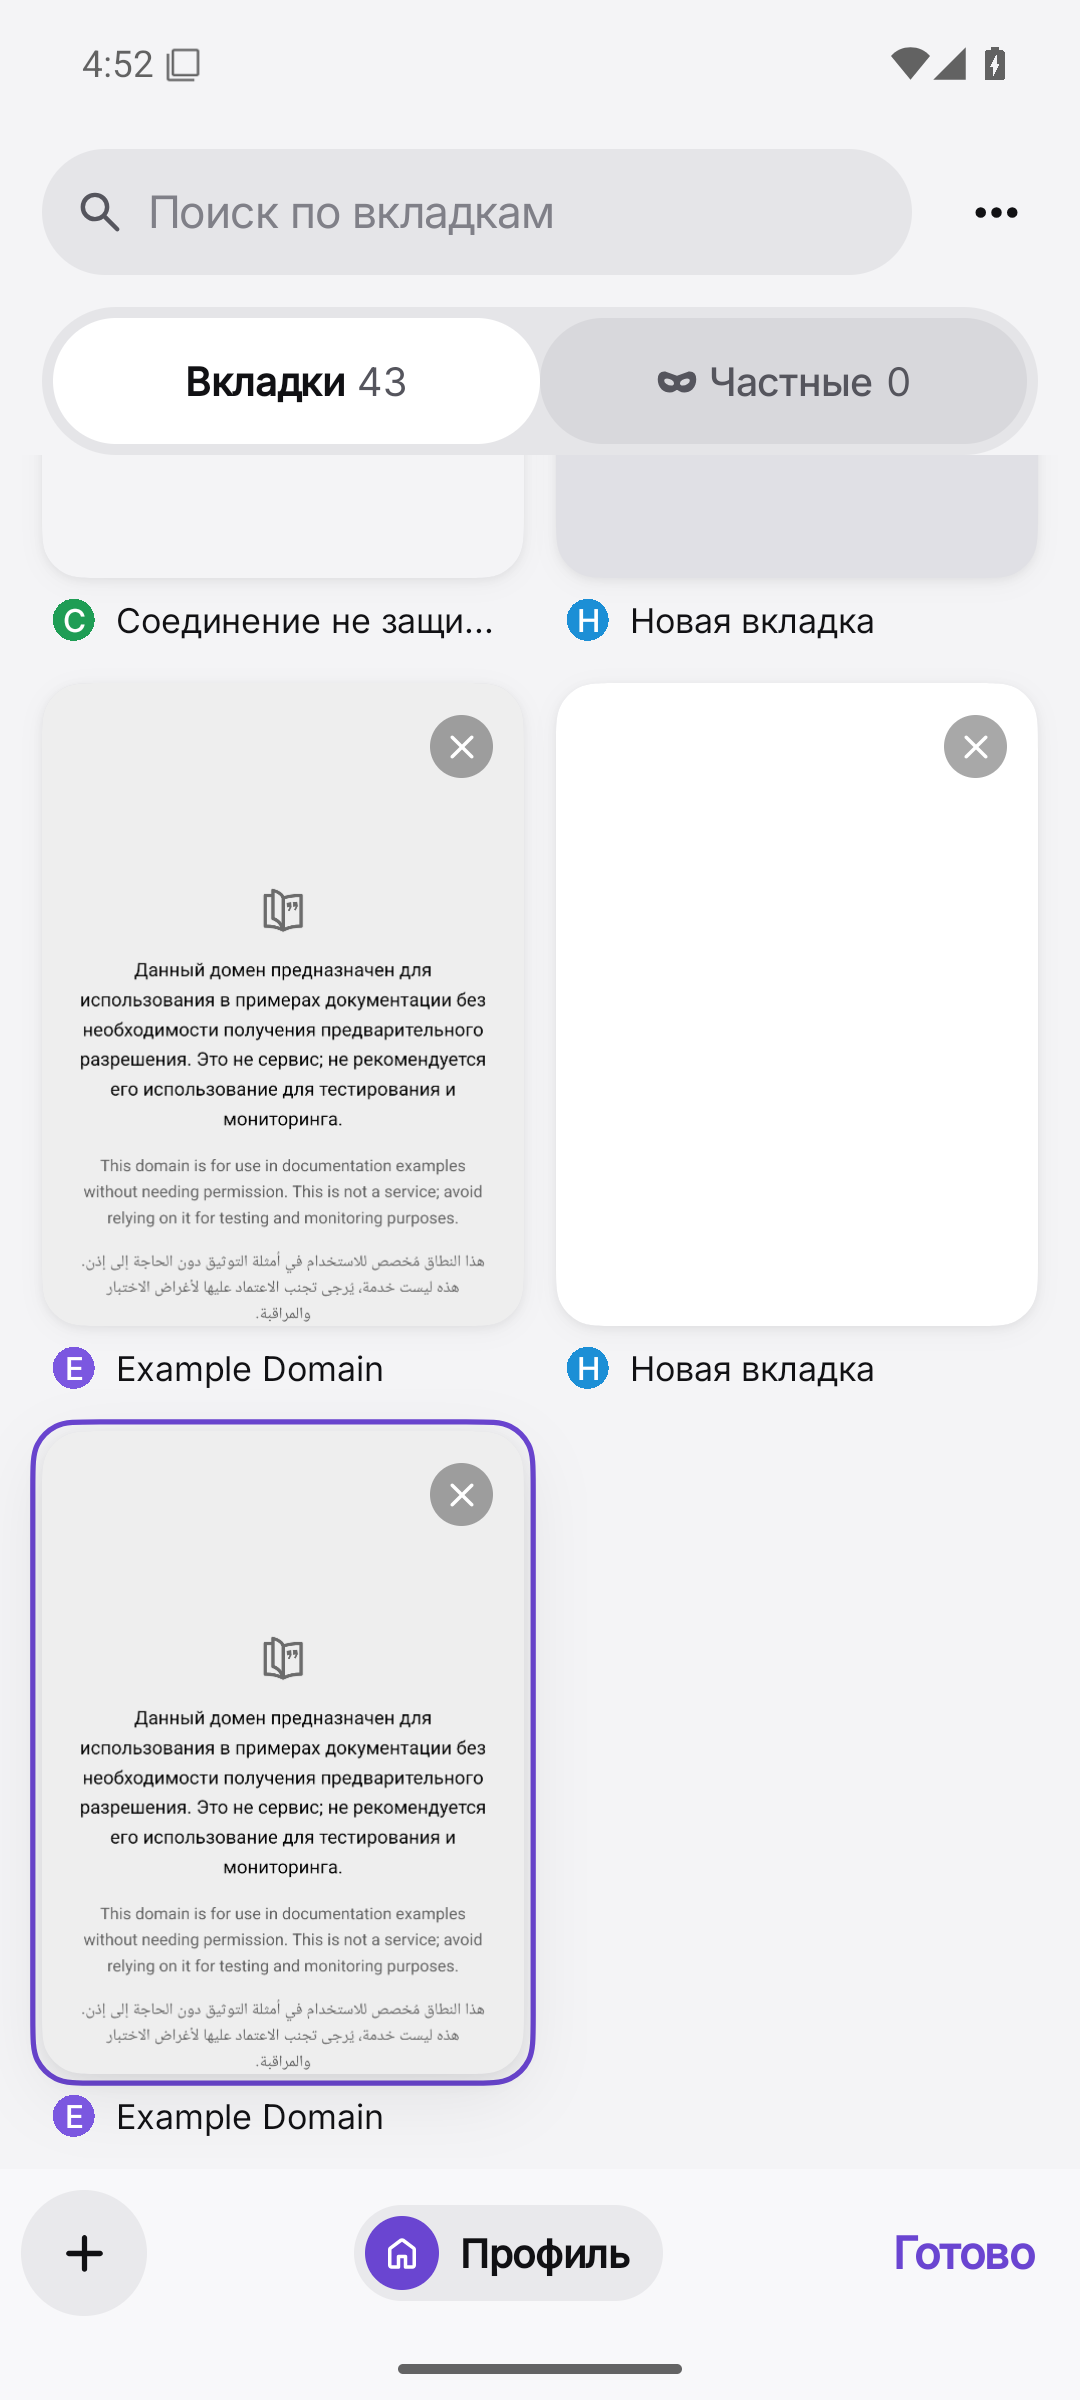 4:52
Поиск по вкладкам
Вкладки 43
Частные 0
С Соединение не защи...
Н Новая вкладка
Данный домен предназначен для
использования в примерах документации без
необходимости получения предварительного
разрешения. Это не сервис; не рекомендуется
его использование для тестирования и
мониторинга.
This domain is for use in documentation examples
without needing permission. This is not a service; avoid
relying on it for testing and monitoring purposes.
هذا النطاق مُخصص للاستخدام في أمثلة التوثيق دون الحاجة إلى إذن.
هذه ليست خدمة، يُرجى تجنب الاعتماد عليها لأغراض الاختبار
والمراقبة.
E Example Domain
Н Новая вкладка
Данный домен предназначен для
использования в примерах документации без
необходимости получения предварительного
разрешения. Это не сервис; не рекомендуется
его использование для тестирования и
мониторинга.
This domain is for use in documentation examples
without needing permission. This is not a service; avoid
relying on it for testing and monitoring purposes.
هذا النطاق مُخصص للاستخدام في أمثلة التوثيق دون الحاجة إلى إذن.
هذه ليست خدمة، يُرجى تجنب الاعتماد عليها لأغراض الاختبار
والمراقبة.
E Example Domain
Профиль
Готово